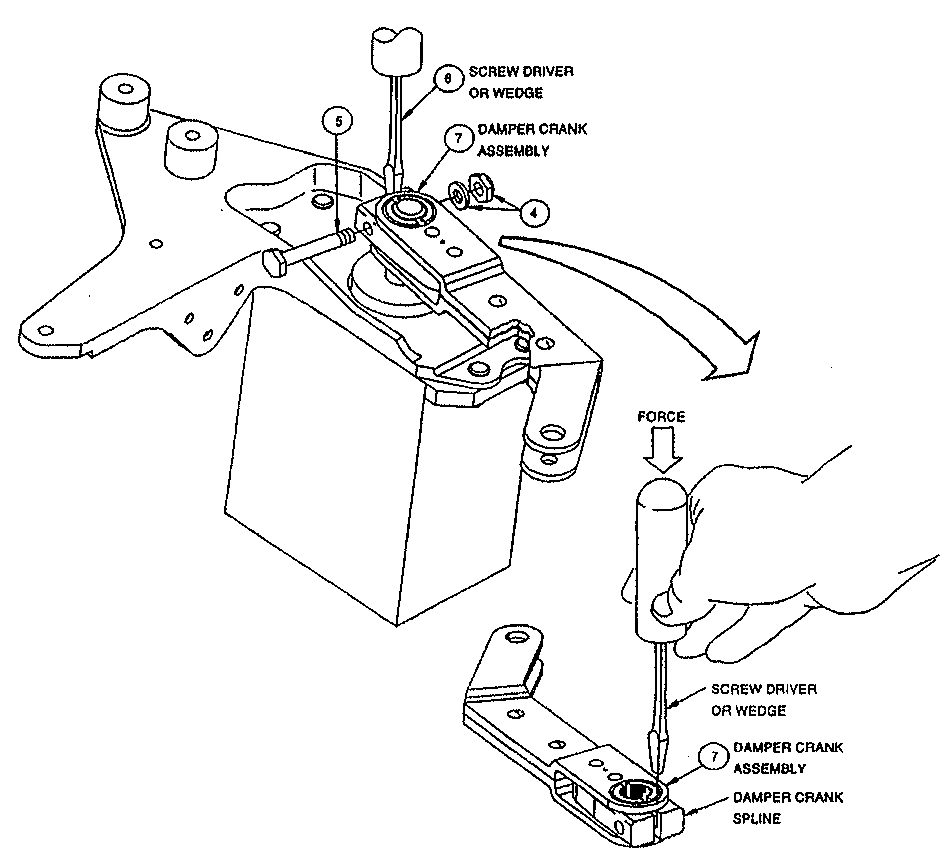 6 SCREW DRIVER
OR WEDGE
5
7 DAMPER CRANK
ASSEMBLY
4
FORCE
SCREW DRIVER
OR WEDGE
7 DAMPER CRANK
ASSEMBLY
DAMPER CRANK
SPLINE